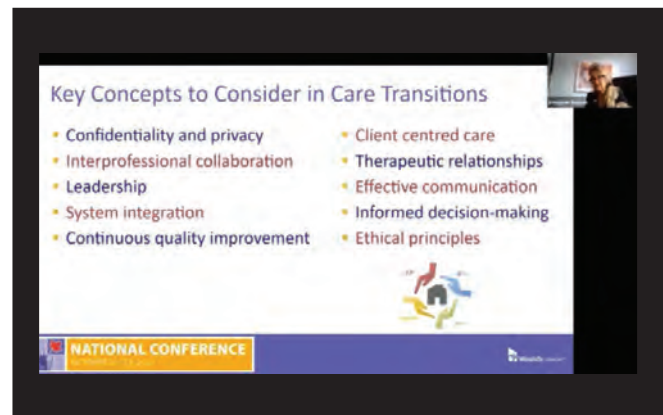 Key Concepts to Consider in Care Transitions
• Confidentiality and privacy
• Interprofessional collaboration
• Leadership
• System integration
• Continuous quality improvement
• Client centred care
• Therapeutic relationships
• Effective communication
• Informed decision-making
• Ethical principles
NATIONAL CONFERENCE